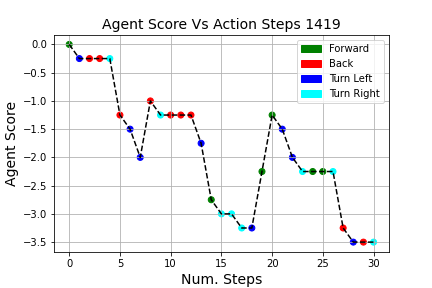 Agent Score Vs Action Steps 1419
Forward
Back
Turn Left
Turn Right
Agent Score
0.0
−0.5
−1.0
−1.5
−2.0
−2.5
−3.0
−3.5
0 5 10 15 20 25 30
Num. Steps